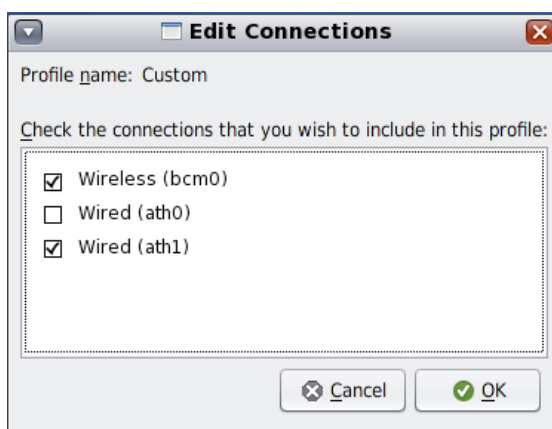 Edit Connections
Profile name: Custom
Check the connections that you wish to include in this profile:
Wireless (bcm0)
Wired (ath0)
Wired (ath1)
Cancel OK